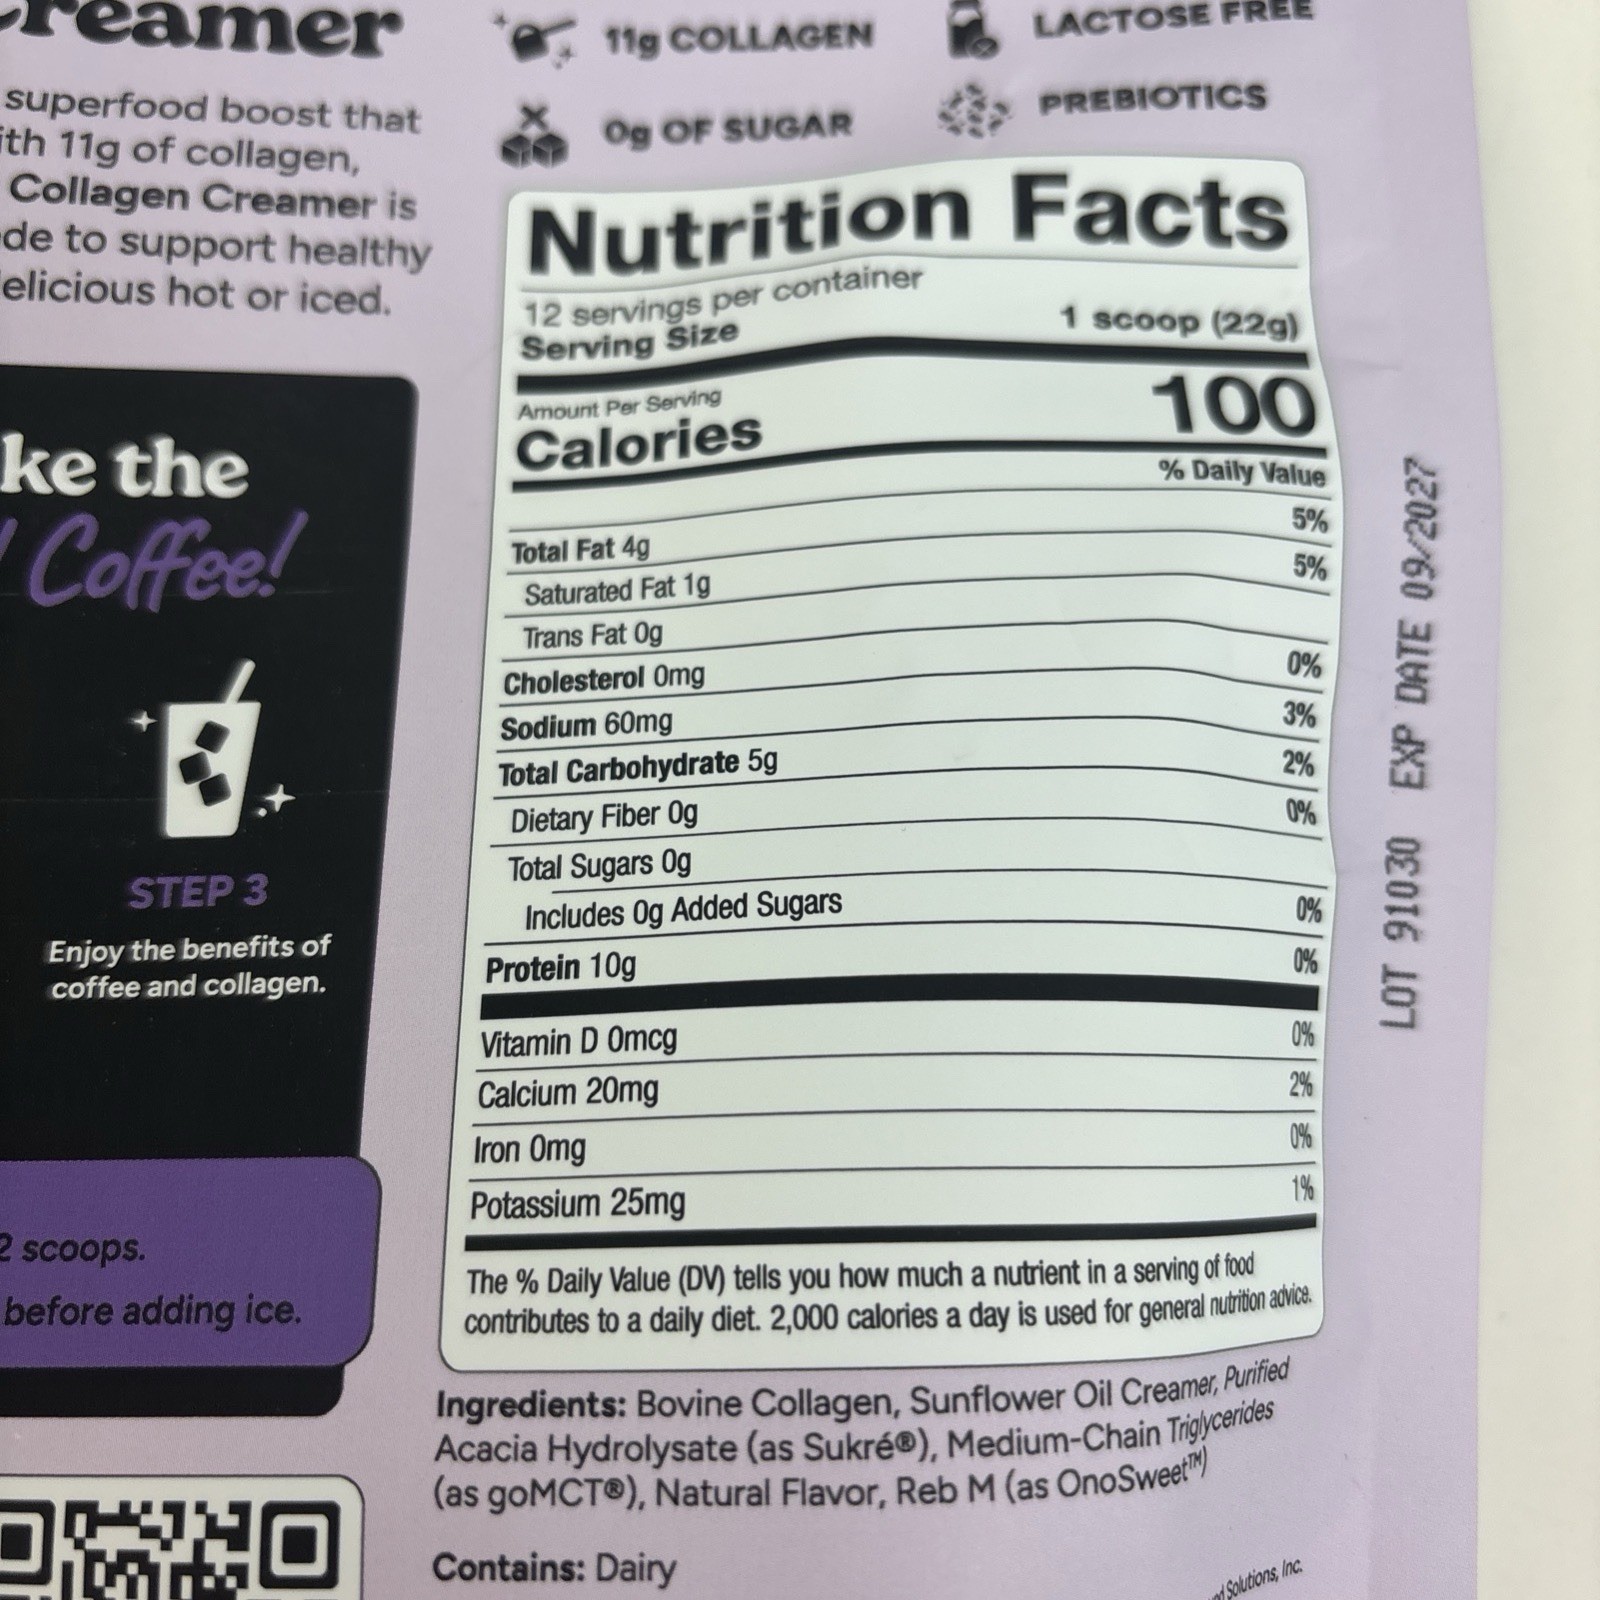 Creamer
superfood boost that
ith 11g of collagen,
Collagen Creamer is
de to support healthy
elicious hot or iced.
11g COLLAGEN
LACTOSE FREE
0g OF SUGAR
PREBIOTICS
ke the
Coffee!
STEP 3
Enjoy the benefits of
coffee and collagen.
2 scoops.
before adding ice.
Nutrition Facts
12 servings per container
Serving Size 1 scoop (22g)
Amount Per Serving
Calories 100
% Daily Value
Total Fat 4g 5%
Saturated Fat 1g 5%
Trans Fat 0g
Cholesterol 0mg 0%
Sodium 60mg 3%
Total Carbohydrate 5g 2%
Dietary Fiber 0g 0%
Total Sugars 0g
Includes 0g Added Sugars 0%
Protein 10g 0%
Vitamin D 0mcg 0%
Calcium 20mg 2%
Iron 0mg 0%
Potassium 25mg 1%
The % Daily Value (DV) tells you how much a nutrient in a serving of food
contributes to a daily diet. 2,000 calories a day is used for general nutrition advice.
Ingredients: Bovine Collagen, Sunflower Oil Creamer, Purified
Acacia Hydrolysate (as Sukré®), Medium-Chain Triglycerides
(as goMCT®), Natural Flavor, Reb M (as OnoSweet™)
Contains: Dairy
Solutions, Inc.
LOT 91030 EXP DATE 09/2027